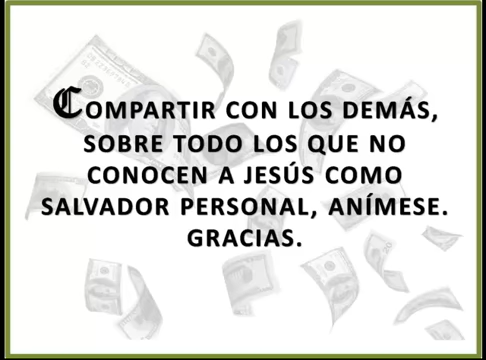 COMPARTIR CON LOS DEMÁS,
SOBRE TODO LOS QUE NO
CONOCEN A JESÚS COMO
SALVADOR PERSONAL, ANÍMESE.
GRACIAS.